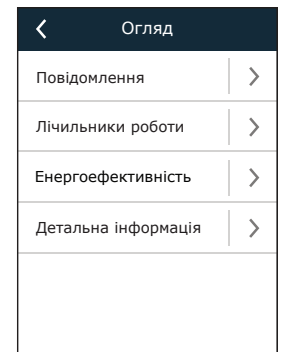 Огляд
Повідомлення
Лічильники роботи
Енергоефективність
Детальна інформація